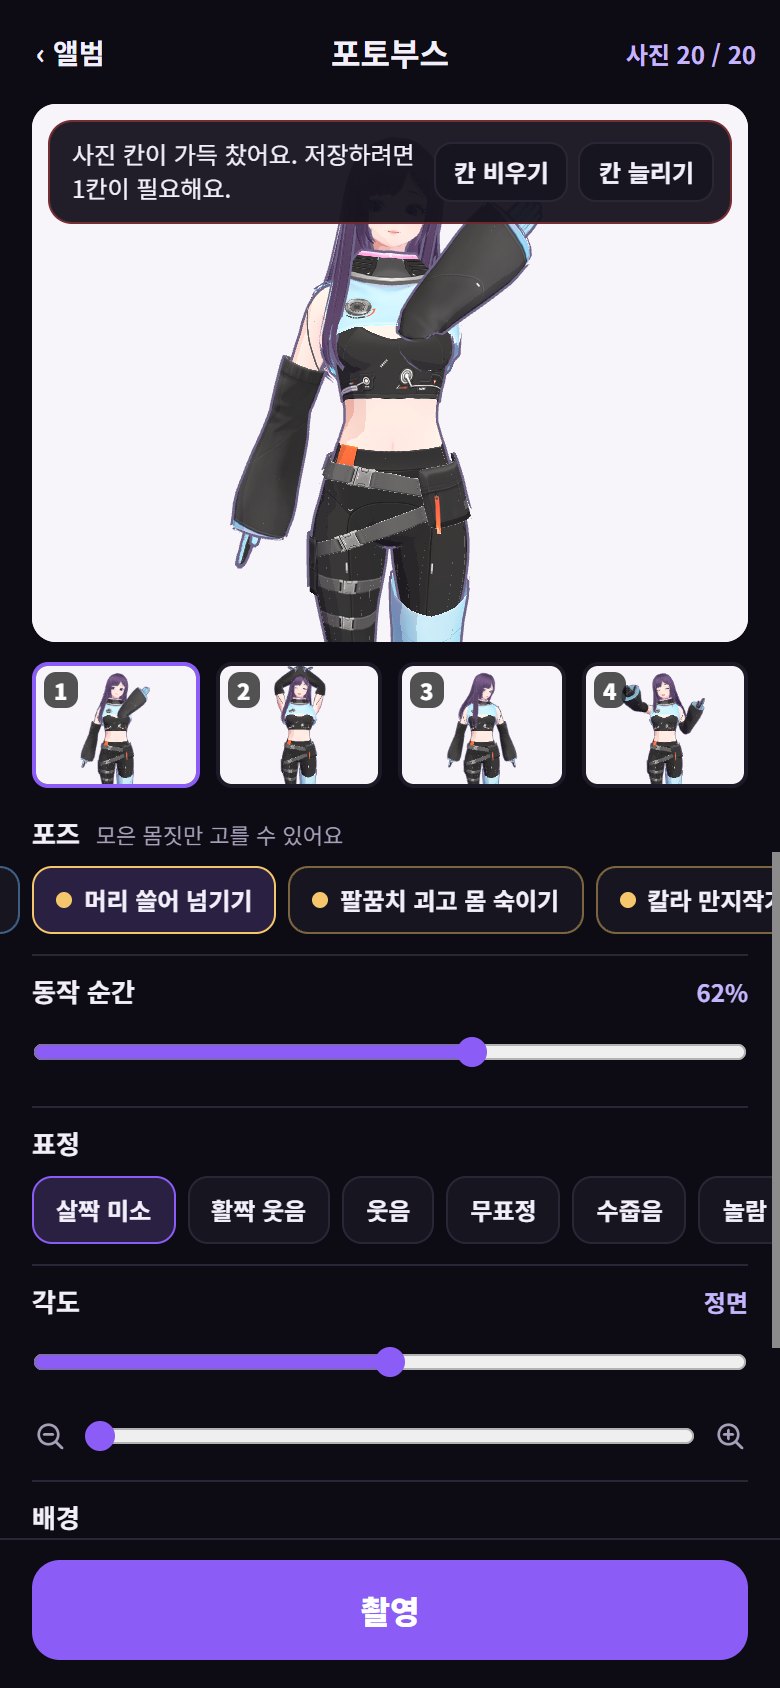 ‹ 앨범
포토부스
사진 20 / 20
사진 칸이 가득 찼어요. 저장하려면
1칸이 필요해요.
칸 비우기
칸 늘리기
1
2
3
4
포즈 모은 몸짓만 고를 수 있어요
머리 쓸어 넘기기
팔꿈치 괴고 몸 숙이기
칼라 만지작
동작 순간
62%
표정
살짝 미소
활짝 웃음
웃음
무표정
수줍음
놀람
각도
정면
배경
촬영